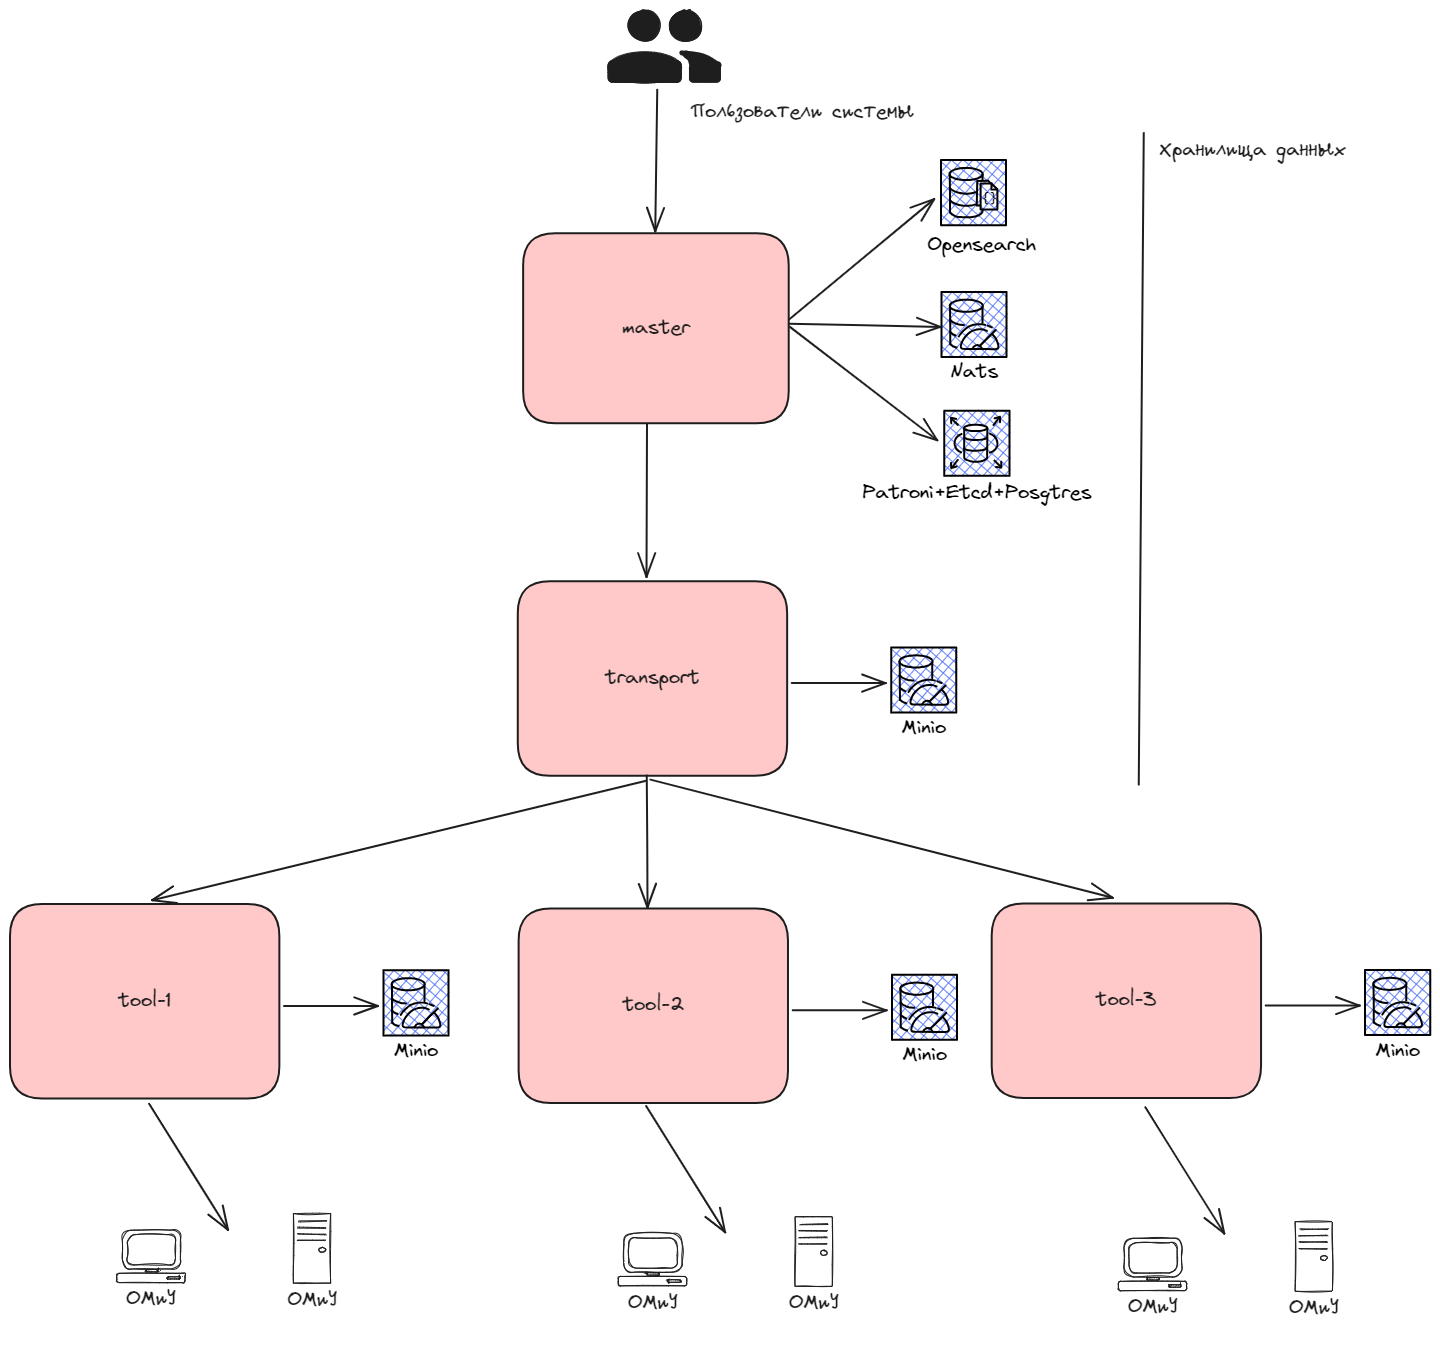 Пользователи системы
Хранилища данных
Opensearch
master
Nats
Patroni+Etcd+Posgtres
transport
Minio
tool-1
tool-2
tool-3
Minio
Minio
Minio
ОМиУ
ОМиУ
ОМиУ
ОМиУ
ОМиУ
ОМиУ